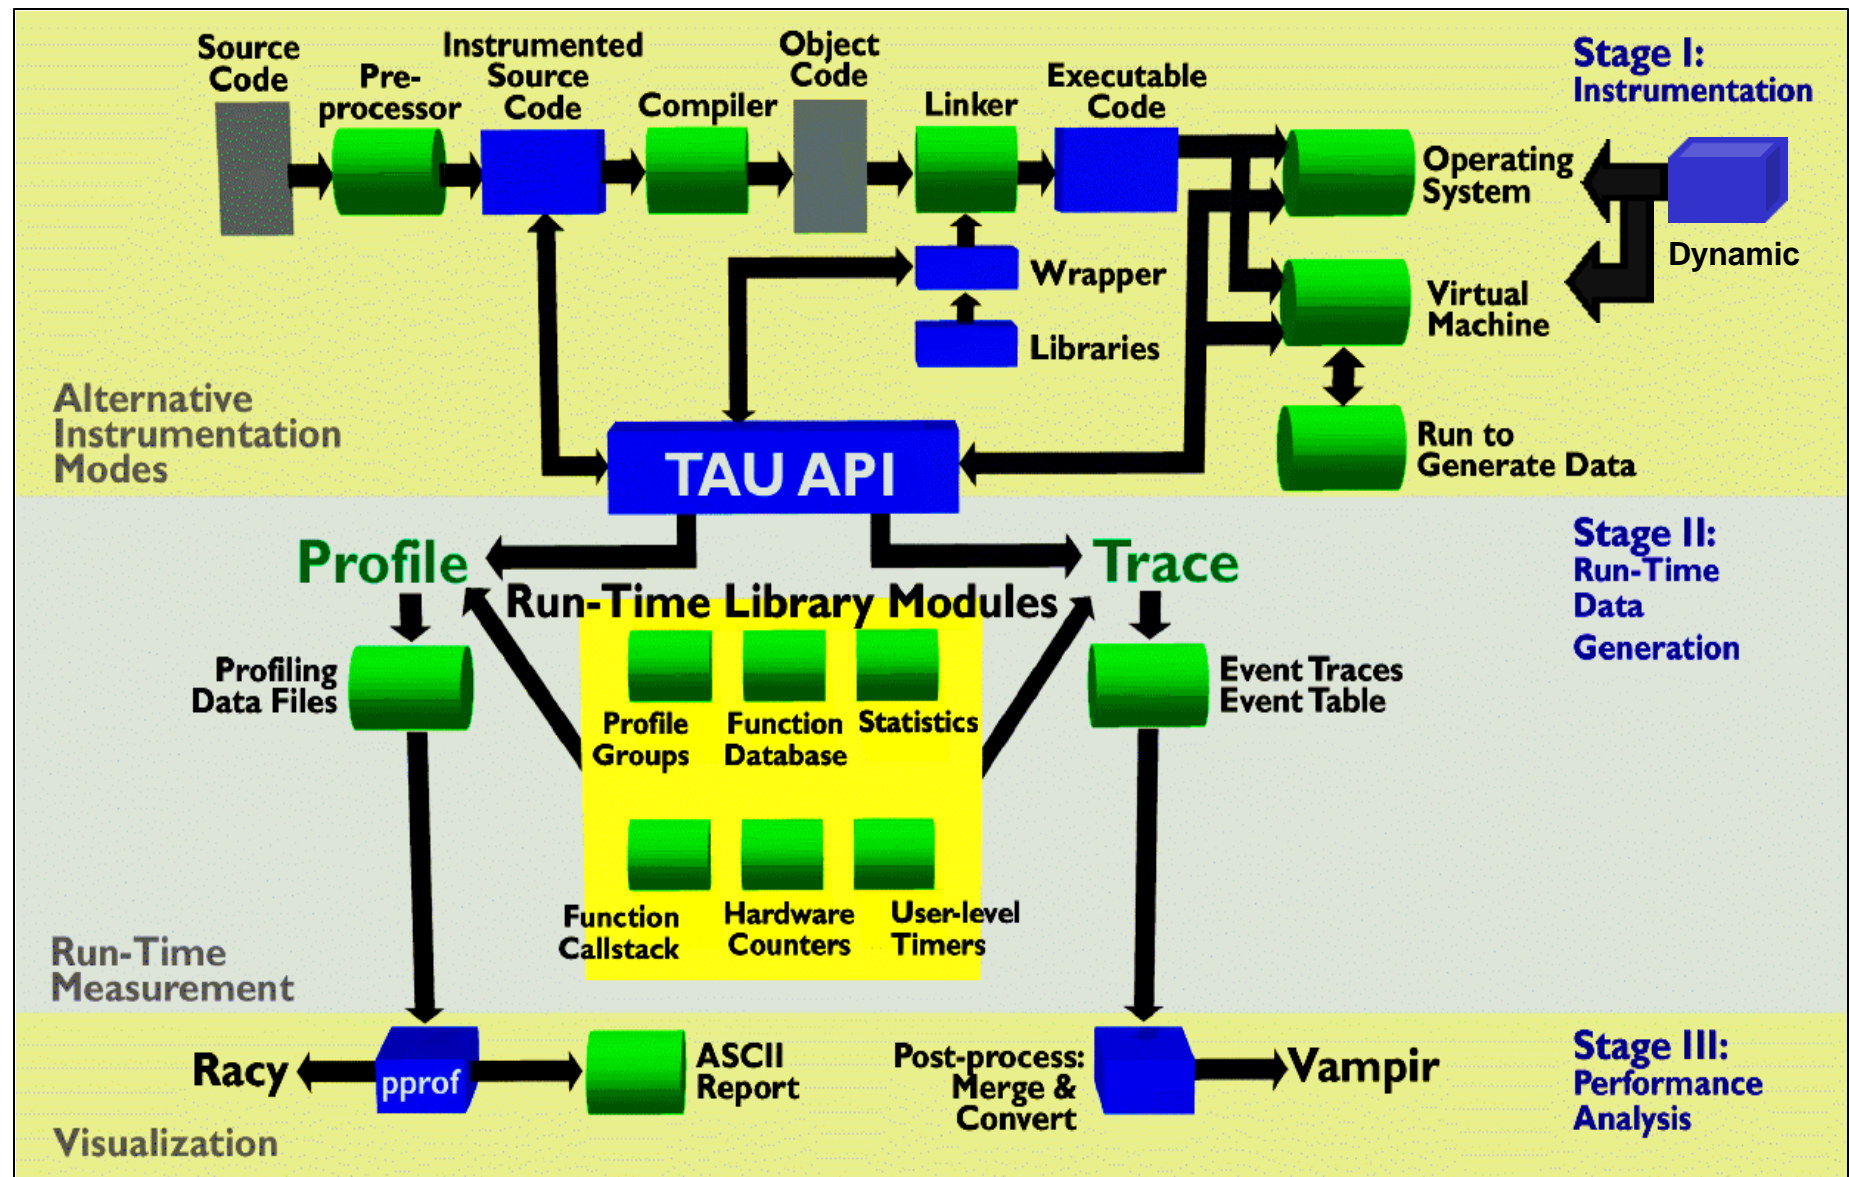 Source
Code
Pre-
processor
Instrumented
Source
Code
Compiler
Object
Code
Linker
Executable
Code
Stage I:
Instrumentation
Operating
System
Dynamic
Wrapper
Virtual
Machine
Libraries
Alternative
Instrumentation
Modes
TAU API
Run to
Generate Data
Profile
Trace
Stage II:
Run-Time
Data
Generation
Run-Time Library Modules
Profiling
Data Files
Profile
Groups
Function
Database
Statistics
Event Traces
Event Table
Function
Callstack
Hardware
Counters
User-level
Timers
Run-Time
Measurement
Racy
pprof
ASCII
Report
Post-process:
Merge &
Convert
Vampir
Stage III:
Performance
Analysis
Visualization